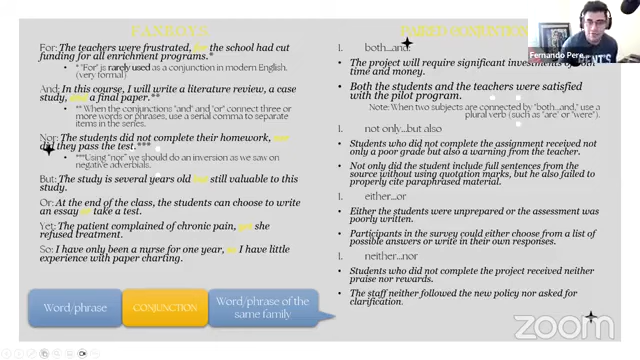 F A N B O Y S
For: The teachers were frustrated, for the school had cut
funding for all enrichment programs.*
* "For" is rarely used as a conjunction in modern English.
(very formal)
And: In this course, I will write a literature review, a case
study, and a final paper.**
** When the conjunctions "and" and "or" connect three or
more words or phrases, use a serial comma to separate
items in the series.
Nor: The students did not complete their homework, nor
did they pass the test.***
***Using "nor" we should do an inversion as we saw on
negative adverbials.
But: The study is several years old but still valuable to this
study.
Or: At the end of the class, the students can choose to write
an essay or take a test.
Yet: The patient complained of chronic pain, yet she
refused treatment.
So: I have only been a nurse for one year, so I have little
experience with paper charting.
Word/phrase
CONJUNCTION
Word/phrase of the
same family
PAIRED CONJUNTION
1. both...and:
The project will require significant investments of both
time and money.
Both the students and the teachers were satisfied
with the pilot program.
Note: When two subjects are connected by "both...and," use a
plural verb (such as "are" or "were").
1. not only...but also
Students who did not complete the assignment received not
only a poor grade but also a warning from the teacher.
Not only did the student include full sentences from the
source without using quotation marks, but he also failed to
properly cite paraphrased material.
1. either...or
Either the students were unprepared or the assessment was
poorly written.
Participants in the survey could either choose from a list of
possible answers or write in their own responses.
1. neither...nor
Students who did not complete the project received neither
praise nor rewards.
The staff neither followed the new policy nor asked for
clarification.
Fernando Pere
zoom